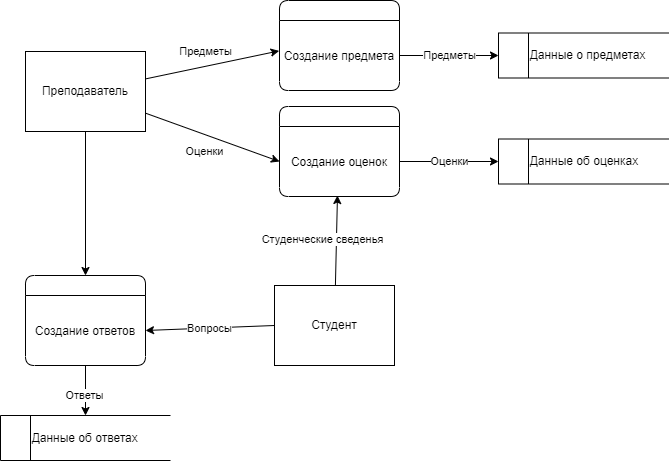 Предметы
Создание предмета
Предметы
Данные о предметах
Преподаватель
Оценки
Создание оценок
Оценки
Данные об оценках
Студенческие сведенья
Создание ответов
Вопросы
Студент
Ответы
Данные об ответах